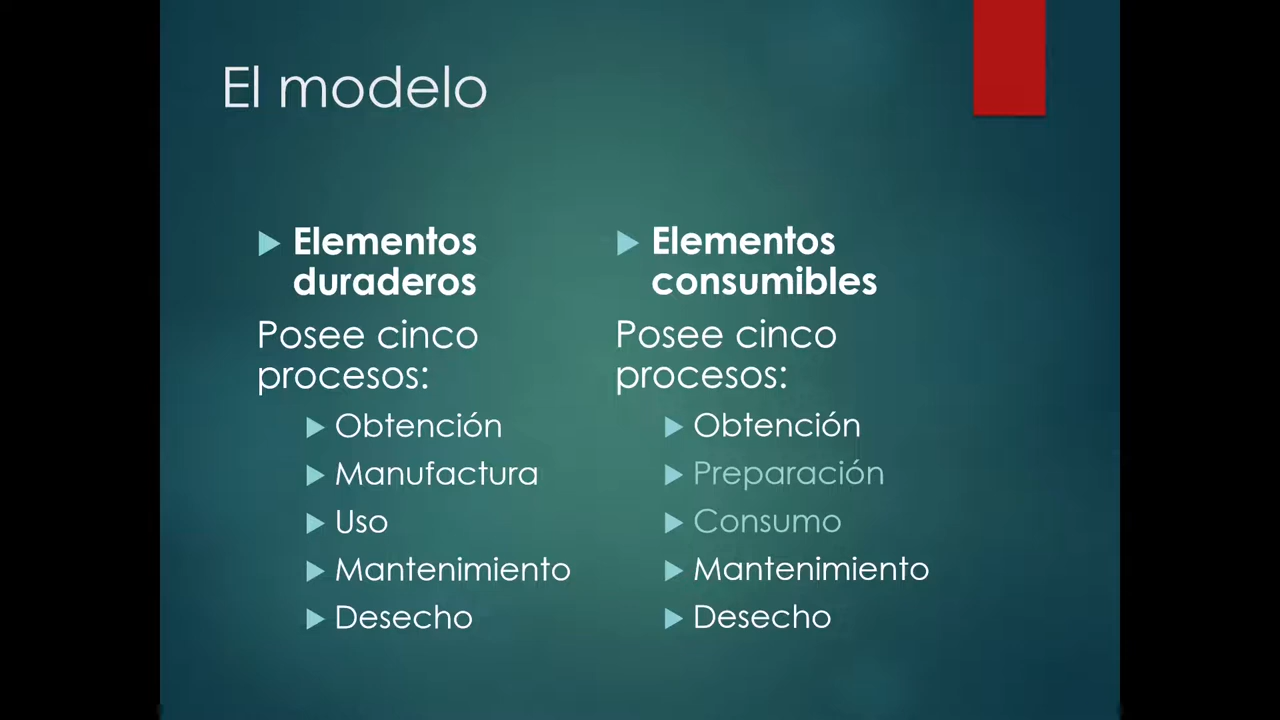 El modelo
Elementos
duraderos
Posee cinco
procesos:
Obtención
Manufactura
Uso
Mantenimiento
Desecho
Elementos
consumibles
Posee cinco
procesos:
Obtención
Preparación
Consumo
Mantenimiento
Desecho